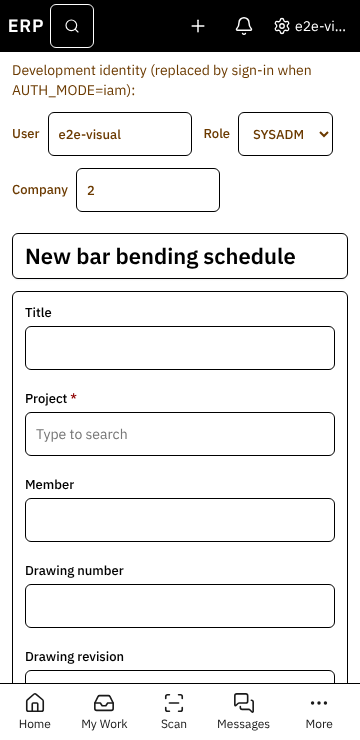 ERP
e2e-vi...
Development identity (replaced by sign-in when
AUTH_MODE=iam):
User e2e-visual Role SYSADM
Company 2
New bar bending schedule
Title
Project *
Type to search
Member
Drawing number
Drawing revision
Home My Work Scan Messages More